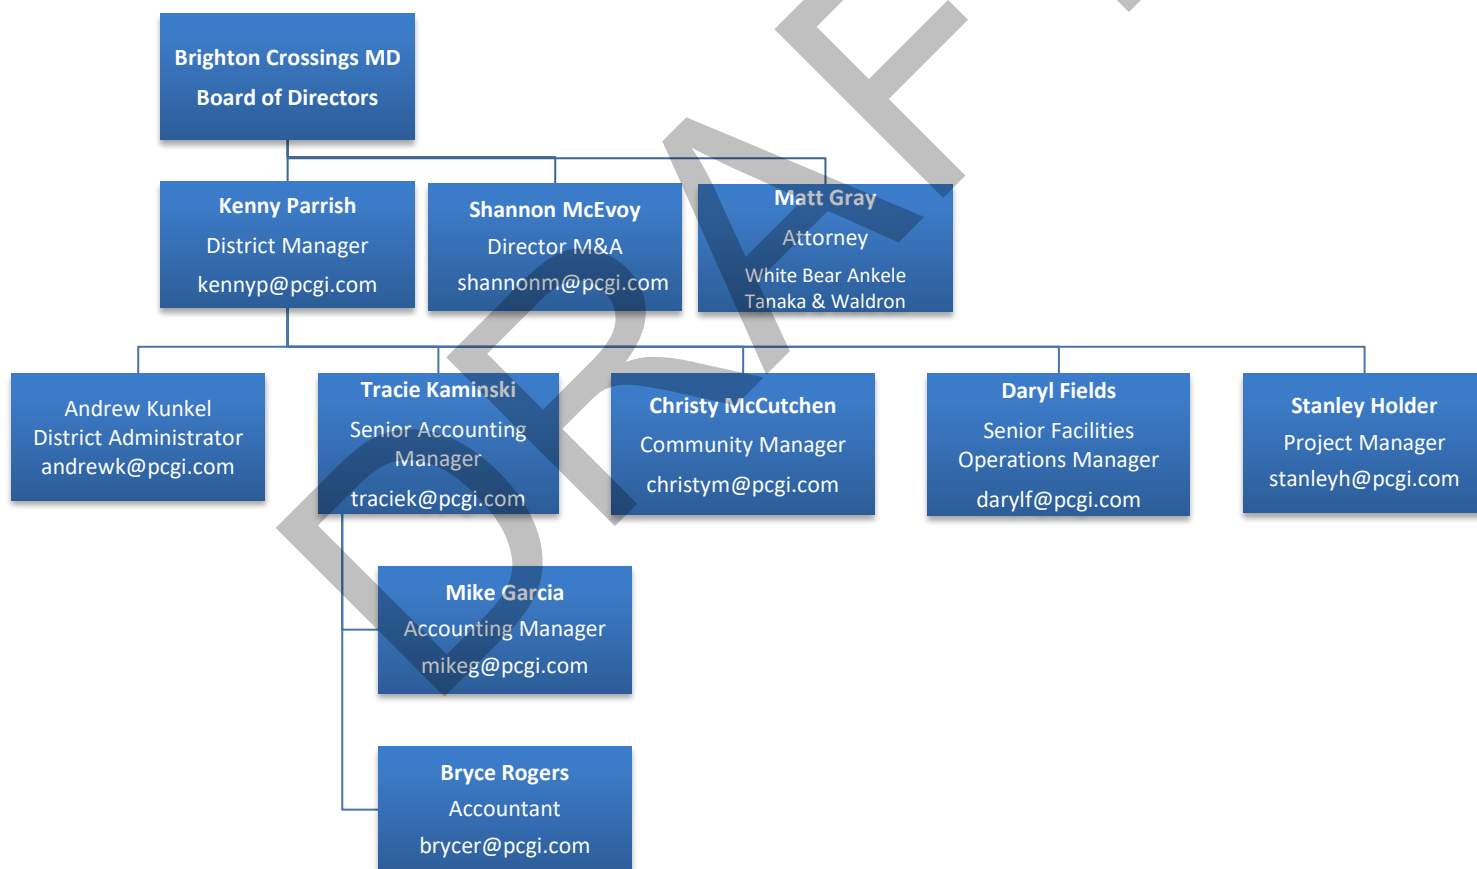 Brighton Crossings MD
Board of Directors
Kenny Parrish
District Manager
kennyp@pcgi.com
Shannon McEvoy
Director M&A
shannonm@pcgi.com
Matt Gray
Attorney
White Bear Ankele
Tanaka & Waldron
Andrew Kunkel
District Administrator
andrewk@pcgi.com
Tracie Kaminski
Senior Accounting
Manager
traciek@pcgi.com
Christy McCutchen
Community Manager
christym@pcgi.com
Daryl Fields
Senior Facilities
Operations Manager
darylf@pcgi.com
Stanley Holder
Project Manager
stanleyh@pcgi.com
Mike Garcia
Accounting Manager
mikeg@pcgi.com
Bryce Rogers
Accountant
brycer@pcgi.com
DRAF